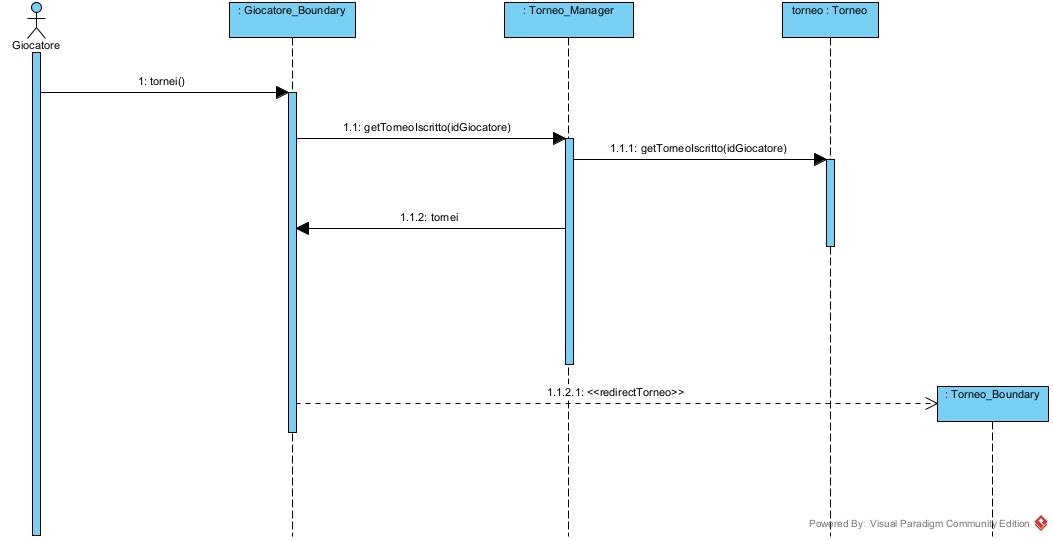 : Giocatore_Boundary
: Torneo_Manager
torneo : Torneo
Giocatore
1: tornei()
1.1: getTorneoIscritto(idGiocatore)
1.1.1: getTorneoIscritto(idGiocatore)
1.1.2: tornei
1.1.2.1: <<redirectTorneo>>
: Torneo_Boundary
Powered By Visual Paradigm Community Edition